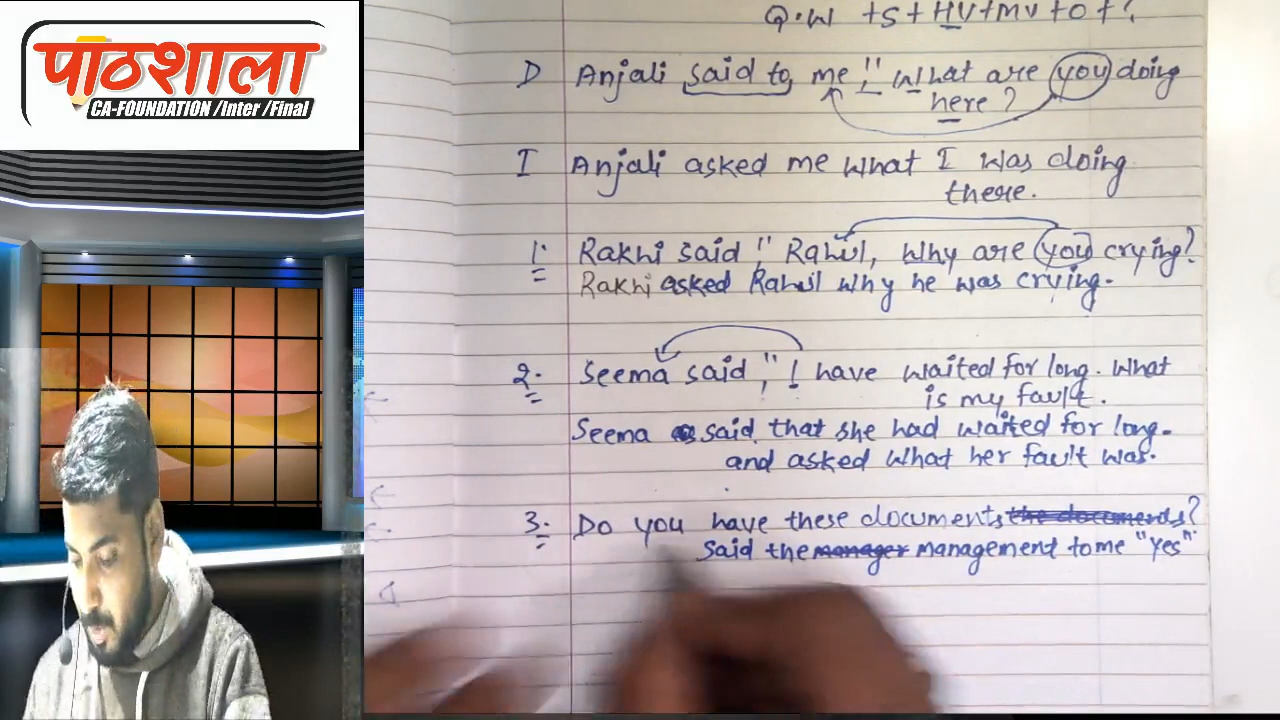 पाठशाला
CA-FOUNDATION /Inter /Final
Q.W +S + HV + MV + O + ?
D Anjali said to me, " What are you doing
here ?
I Anjali asked me what I was doing
there.
1. Rakhi said, " Rahul, Why are you crying?
Rakhi asked Rahul why he was crying.
2. Seema said, " I have waited for long. What
is my fault.
Seema said that she had waited for long.
and asked what her fault was.
3. Do you have these documents the documents?
Said the manager management to me "Yes"